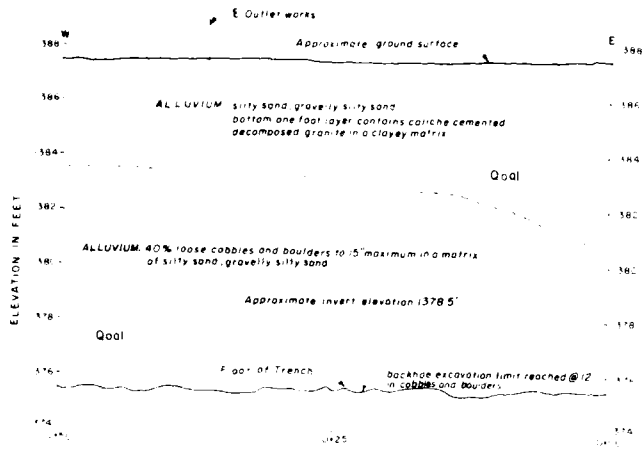 E Outlet works
W
E
Approximate ground surface
388
388
ALLUVIUM silty sand, gravelly silty sand
bottom one foot layer contains caliche cemented
decomposed granite in a clayey matrix
386
386
384
384
Qoal
382
382
ELEVATION IN FEET
ALLUVIUM: 40% loose cobbles and boulders to 15" maximum in a matrix
of silty sand, gravelly silty sand
380
380
Approximate invert elevation 1378.5'
378
378
Qoal
Floor of Trench
backhoe excavation limit reached @ 12
in cobbles and boulders
376
376
374
374